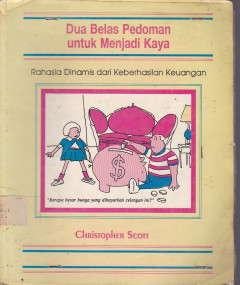 Dua Belas Pedoman
untuk Menjadi Kaya
Rahasia Dinamis dari Keberhasilan Keuangan
$
"Berapa besar bunga yang dibayarkan celengan ini?"
Christopher Scott